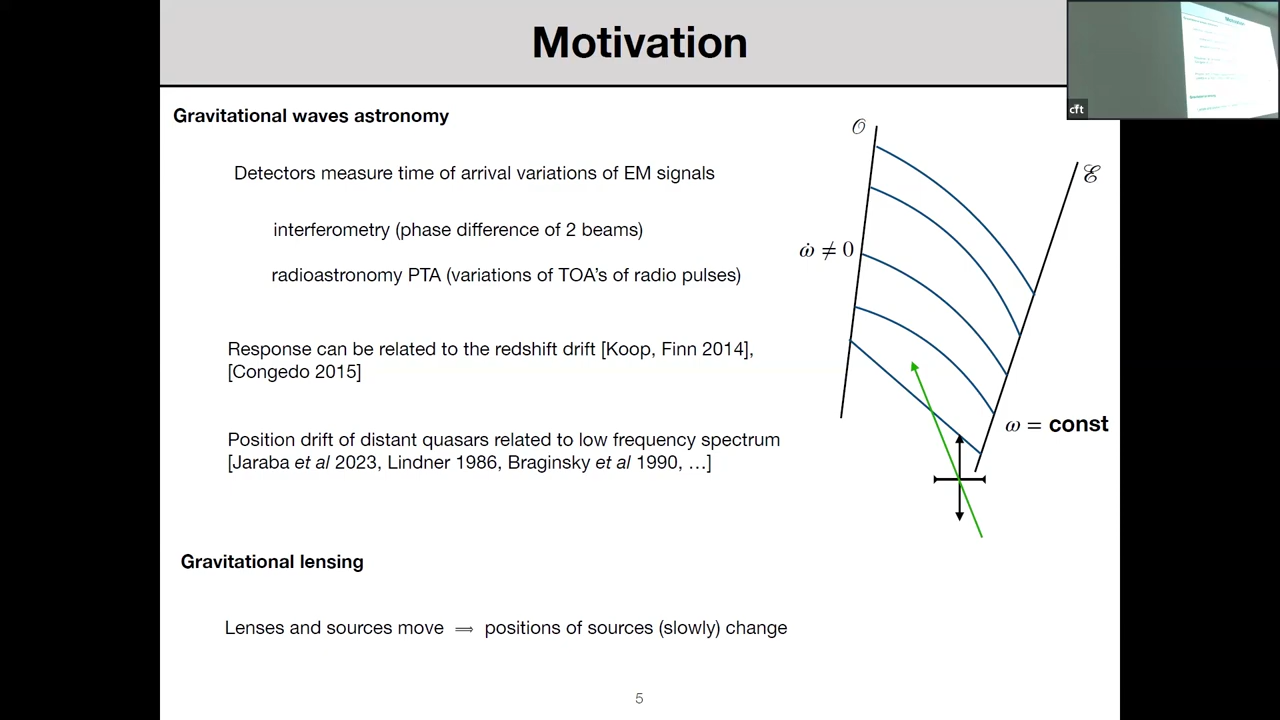 Motivation
cft
Gravitational waves astronomy
Detectors measure time of arrival variations of EM signals
interferometry (phase difference of 2 beams)
radioastronomy PTA (variations of TOA's of radio pulses)
Response can be related to the redshift drift [Koop, Finn 2014],
[Congedo 2015]
Position drift of distant quasars related to low frequency spectrum
[Jaraba et al 2023, Lindner 1986, Braginsky et al 1990, …]
𝒪
ℰ
ω̇ ≠ 0
ω = const
Gravitational lensing
Lenses and sources move ⟹ positions of sources (slowly) change
5